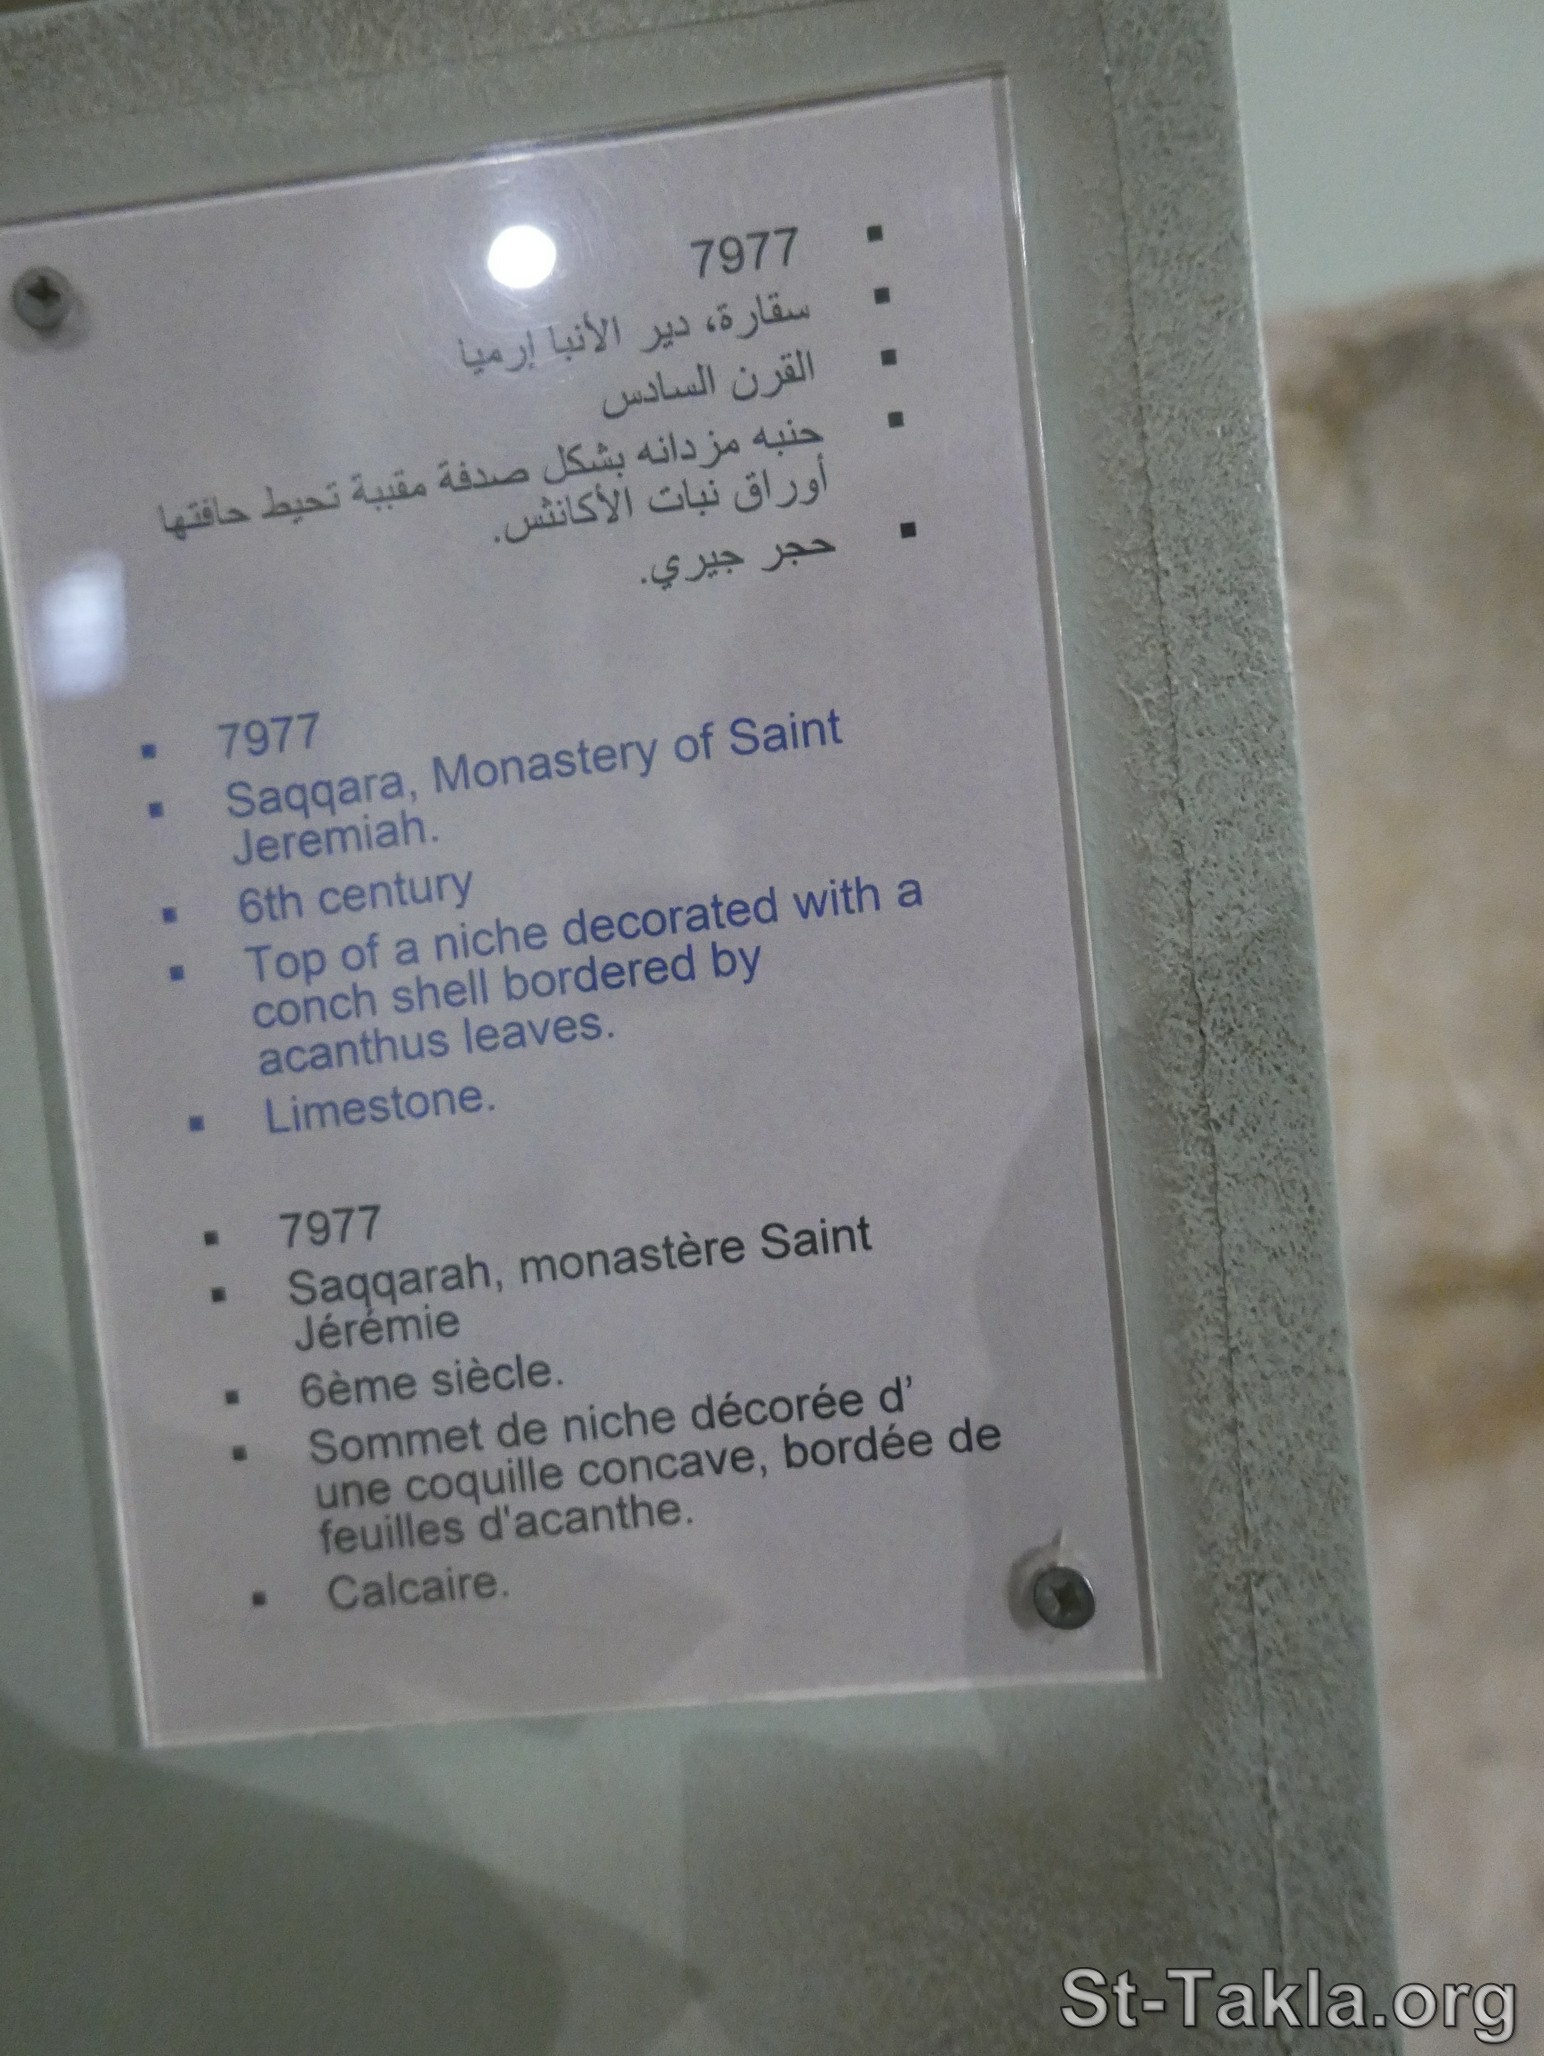 ▪ 7977
▪ سقارة، دير الأنبا إرميا
▪ القرن السادس
▪ حنبه مزدانه بشكل صدفة مقببة تحيط حافتها
أوراق نبات الأكانثس.
▪ حجر جيري.
▪ 7977
▪ Saqqara, Monastery of Saint
Jeremiah.
▪ 6th century
▪ Top of a niche decorated with a
conch shell bordered by
acanthus leaves.
▪ Limestone.
▪ 7977
▪ Saqqarah, monastère Saint
Jérémie
▪ 6ème siècle.
▪ Sommet de niche décorée d’
une coquille concave, bordée de
feuilles d'acanthe.
▪ Calcaire.
St-Takla.org